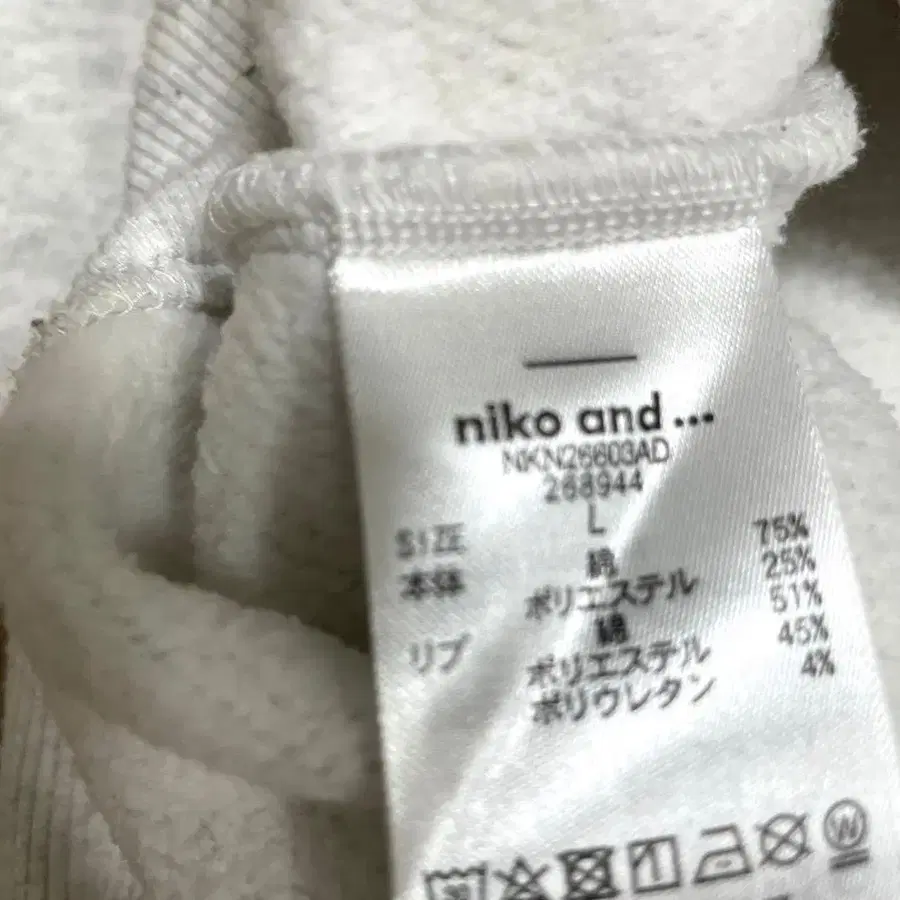 niko and ...
NKN26603AD
268944
L
本体 綿 75%
ポリエステル 25%
リブ 綿 51%
ポリエステル 45%
ポリウレタン 4%
W